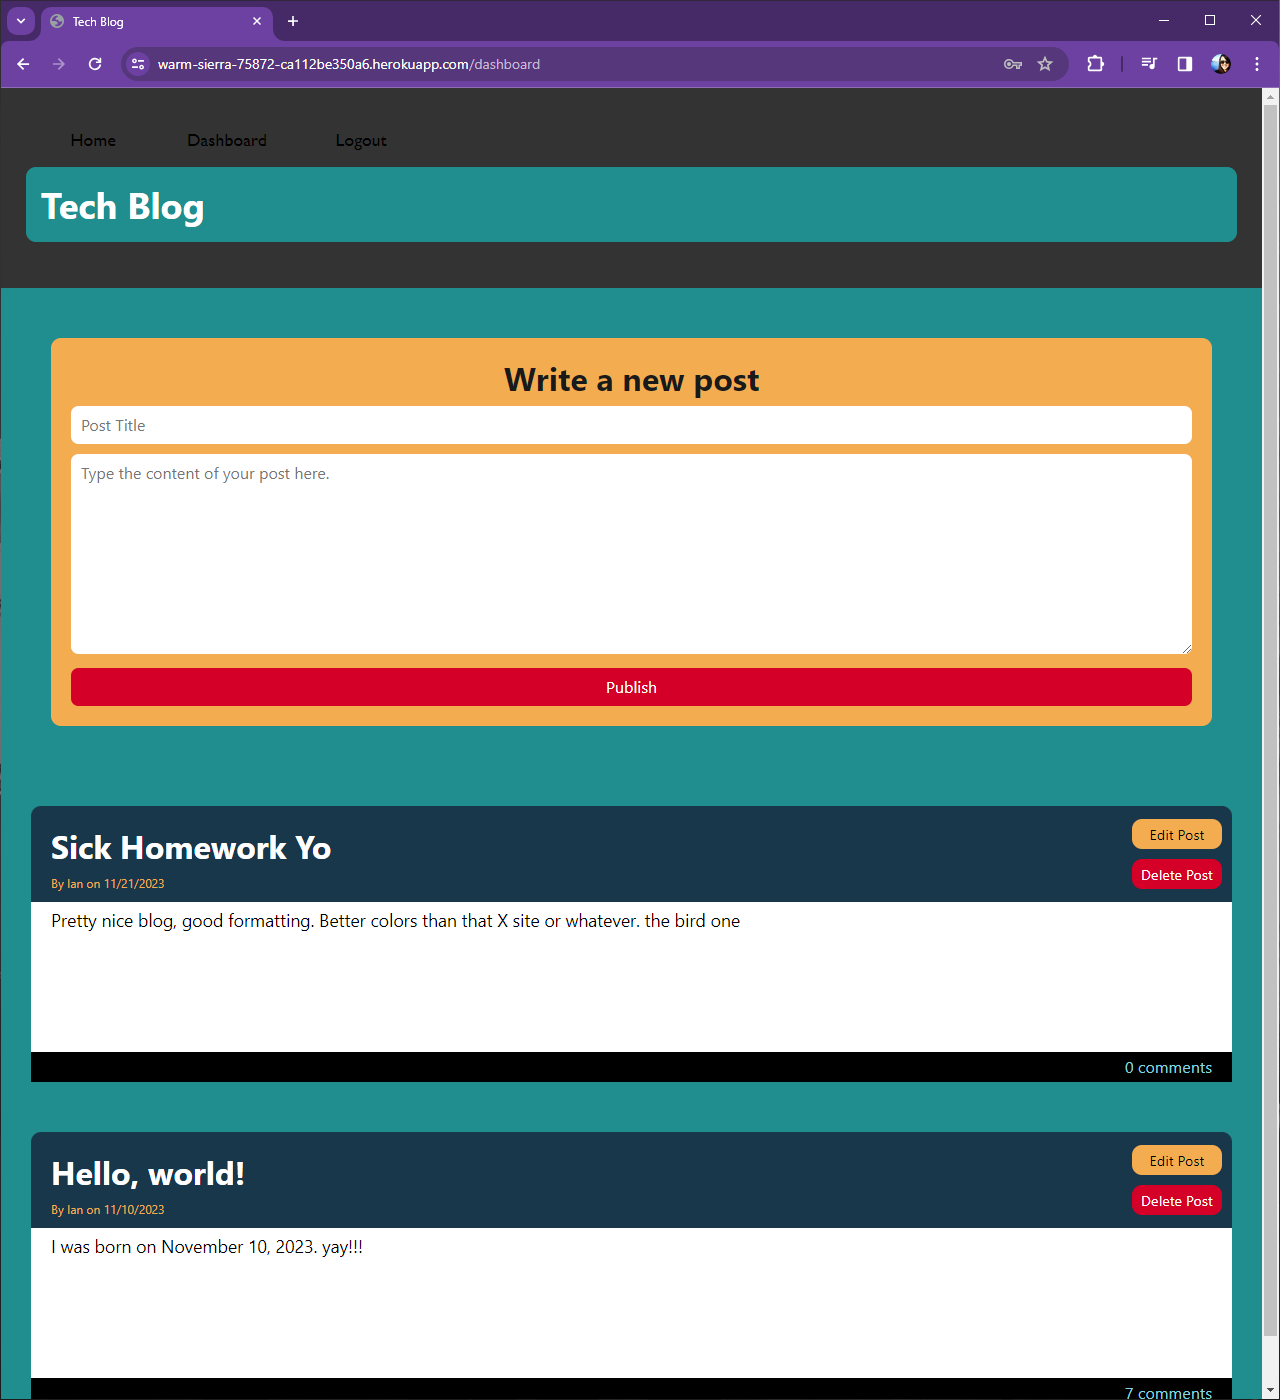 Tech Blog
warm-sierra-75872-ca112be350a6.herokuapp.com/dashboard
Home Dashboard Logout
Tech Blog
Write a new post
Post Title
Type the content of your post here.
Publish
Sick Homework Yo
Edit Post
By Ian on 11/21/2023
Delete Post
Pretty nice blog, good formatting. Better colors than that X site or whatever. the bird one
0 comments
Hello, world!
Edit Post
By Ian on 11/10/2023
Delete Post
I was born on November 10, 2023. yay!!!
7 comments